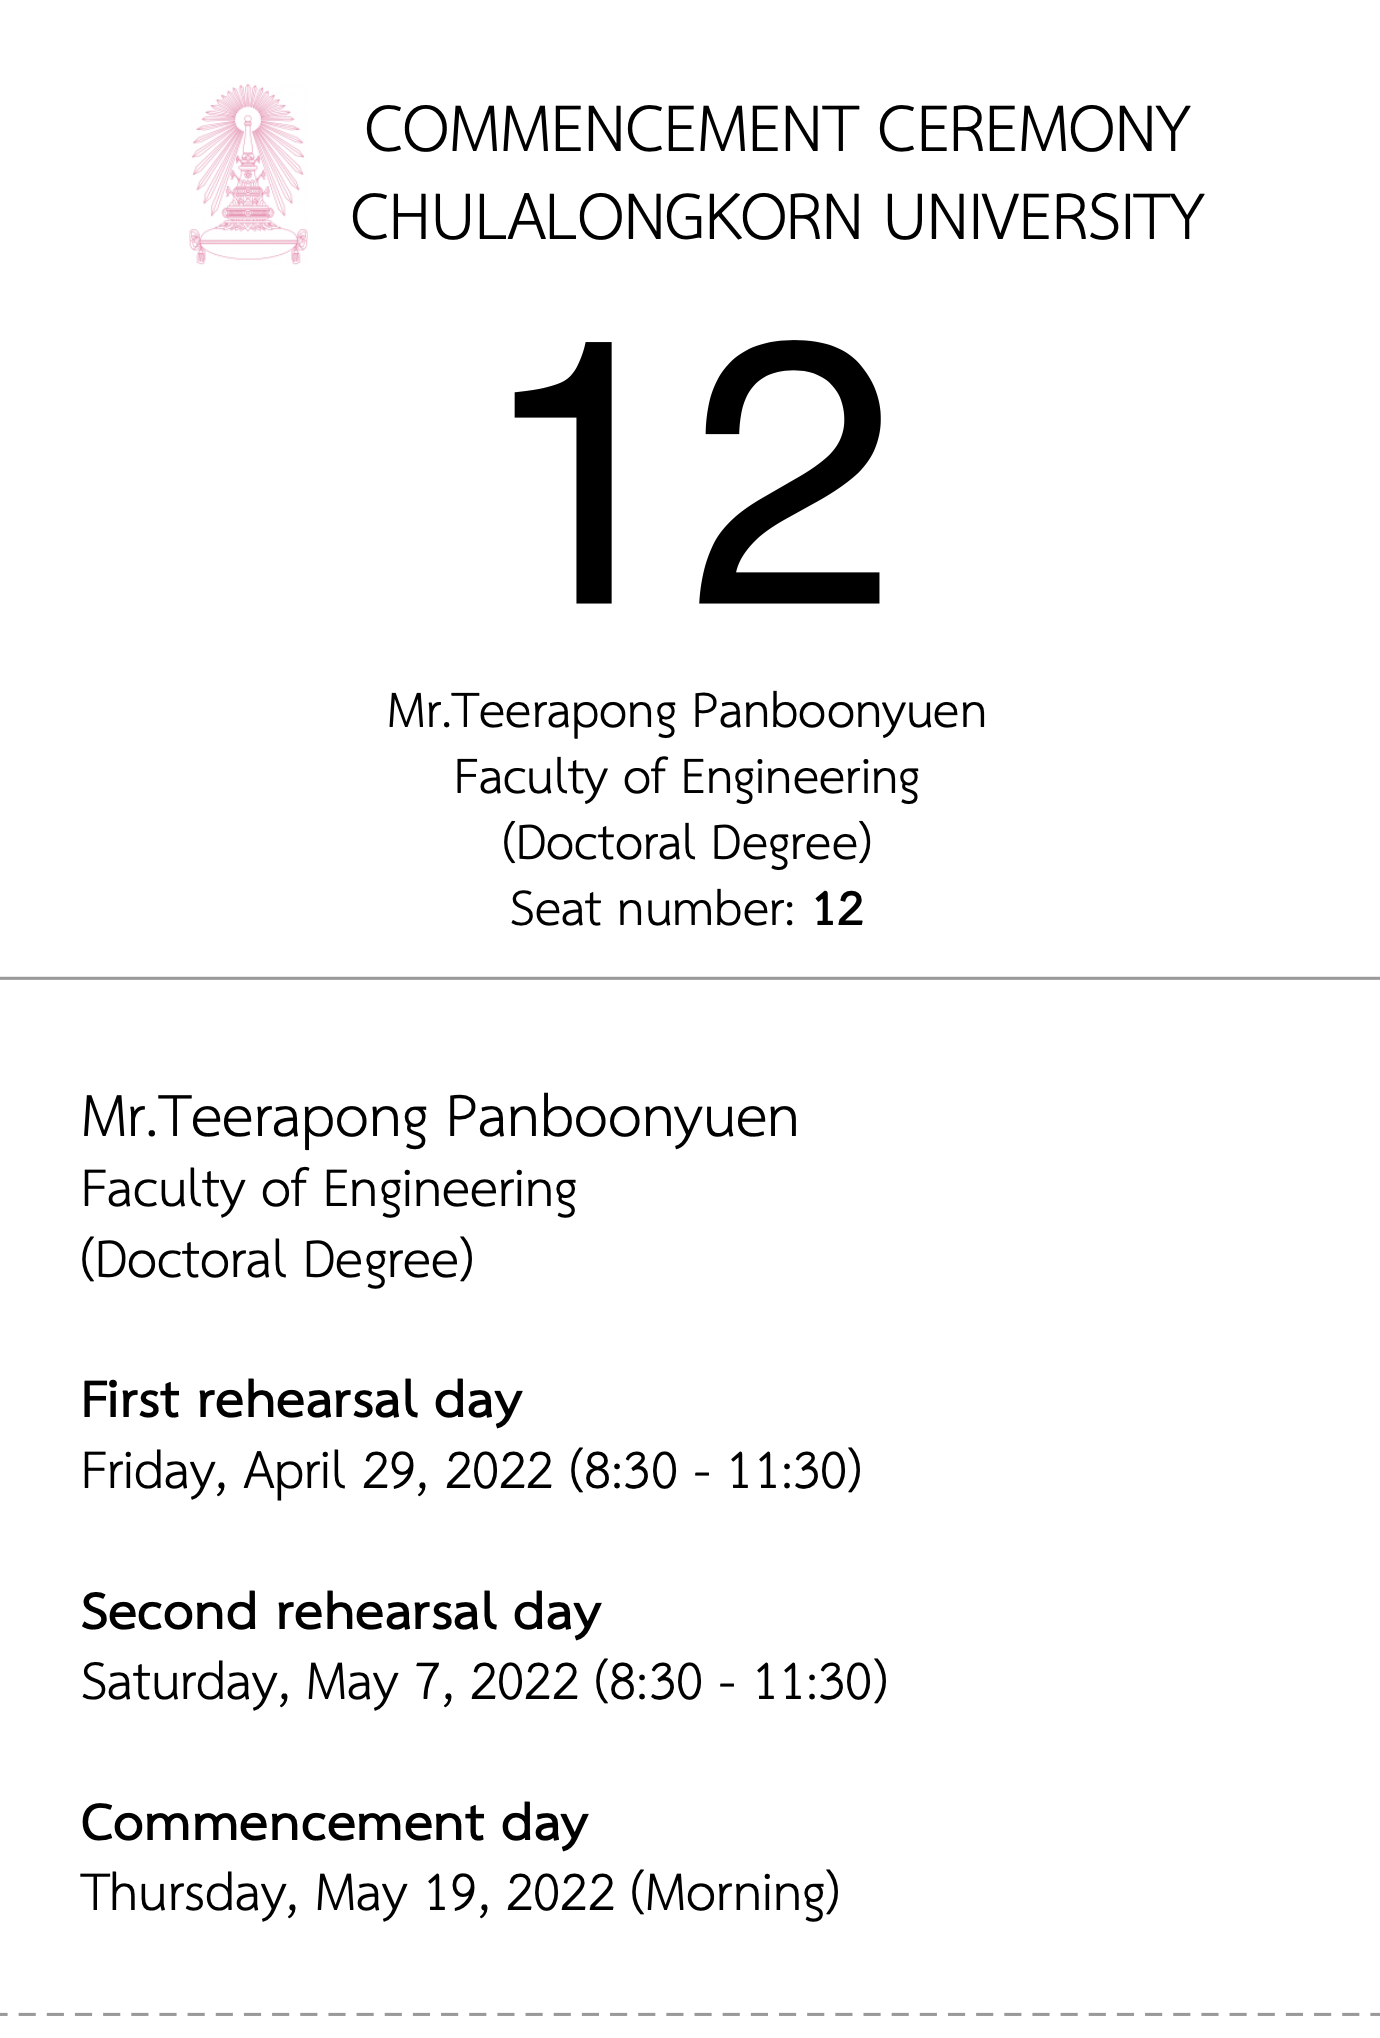 COMMENCEMENT CEREMONY
CHULALONGKORN UNIVERSITY
12
Mr.Teerapong Panboonyuen
Faculty of Engineering
(Doctoral Degree)
Seat number: 12
Mr.Teerapong Panboonyuen
Faculty of Engineering
(Doctoral Degree)
First rehearsal day
Friday, April 29, 2022 (8:30 - 11:30)
Second rehearsal day
Saturday, May 7, 2022 (8:30 - 11:30)
Commencement day
Thursday, May 19, 2022 (Morning)